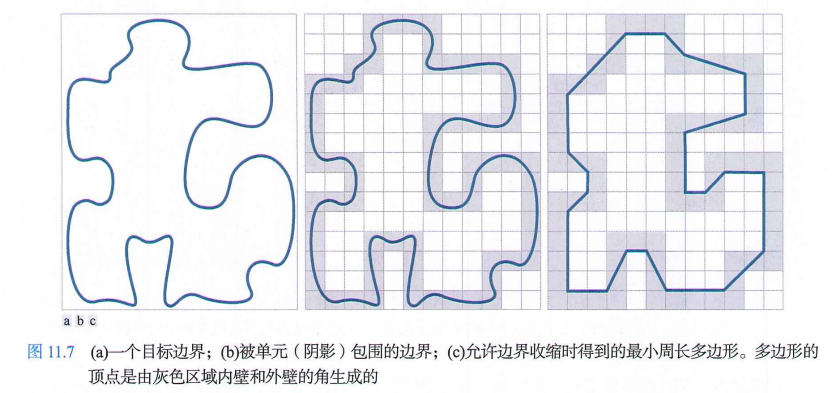 a b c
图 11.7 (a)一个目标边界；(b)被单元（阴影）包围的边界；(c)允许边界收缩时得到的最小周长多边形。多边形的
顶点是由灰色区域内壁和外壁的角生成的